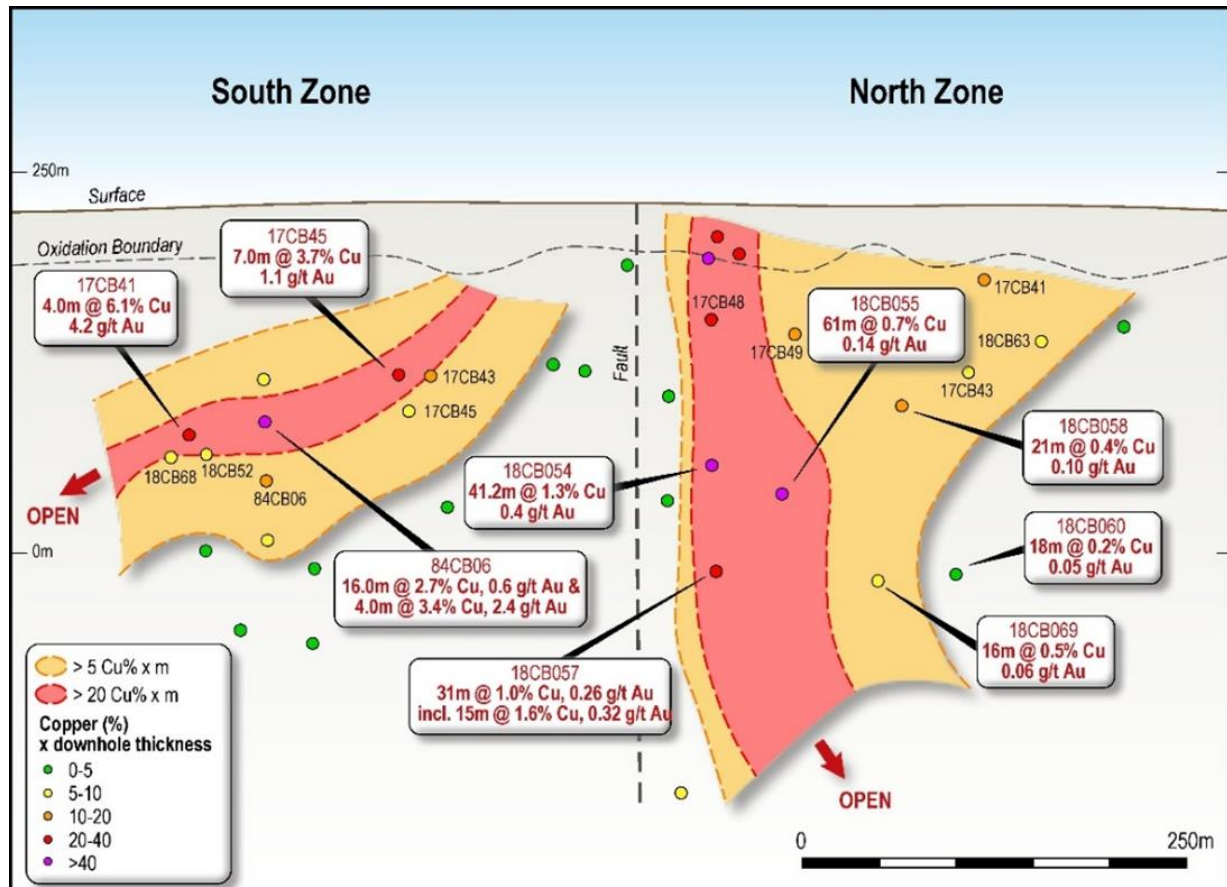 South Zone
North Zone
250m
Surface
Oxidation Boundary
17CB45
7.0m @ 3.7% Cu
1.1 g/t Au
17CB41
4.0m @ 6.1% Cu
4.2 g/t Au
17CB43
17CB45
18CB68
18CB52
84CB06
OPEN
0m
84CB06
16.0m @ 2.7% Cu, 0.6 g/t Au &
4.0m @ 3.4% Cu, 2.4 g/t Au
Fault
17CB48
17CB49
17CB41
18CB63
17CB43
18CB055
61m @ 0.7% Cu
0.14 g/t Au
18CB058
21m @ 0.4% Cu
0.10 g/t Au
18CB054
41.2m @ 1.3% Cu
0.4 g/t Au
18CB060
18m @ 0.2% Cu
0.05 g/t Au
18CB069
16m @ 0.5% Cu
0.06 g/t Au
18CB057
31m @ 1.0% Cu, 0.26 g/t Au
incl. 15m @ 1.6% Cu, 0.32 g/t Au
OPEN
> 5 Cu% x m
> 20 Cu% x m
Copper (%)
x downhole thickness
0-5
5-10
10-20
20-40
>40
0
250m